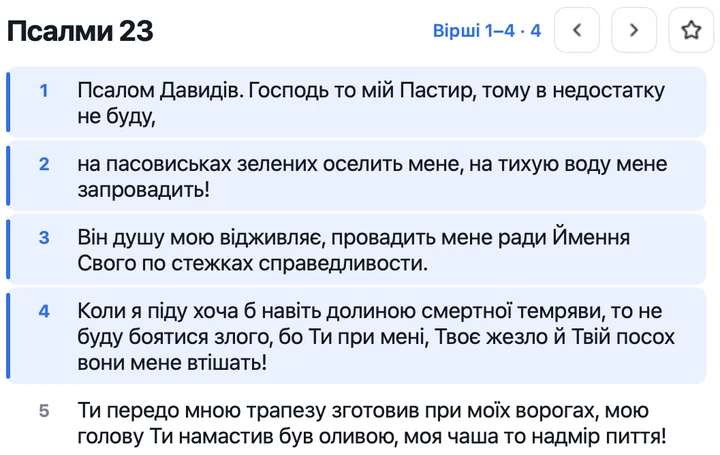 Псалми 23
Вірші 1–4 · 4
1 Псалом Давидів. Господь то мій Пастир, тому в недостатку
не буду,
2 на пасовиськах зелених оселить мене, на тихую воду мене
запровадить!
3 Він душу мою відживляє, провадить мене ради Ймення
Свого по стежках справедливости.
4 Коли я піду хоча б навіть долиною смертної темряви, то не
буду боятися злого, бо Ти при мені, Твоє жезло й Твій посох
вони мене втішать!
5 Ти передо мною трапезу зготовив при моїх ворогах, мою
голову Ти намастив був оливою, моя чаша то надмір пиття!